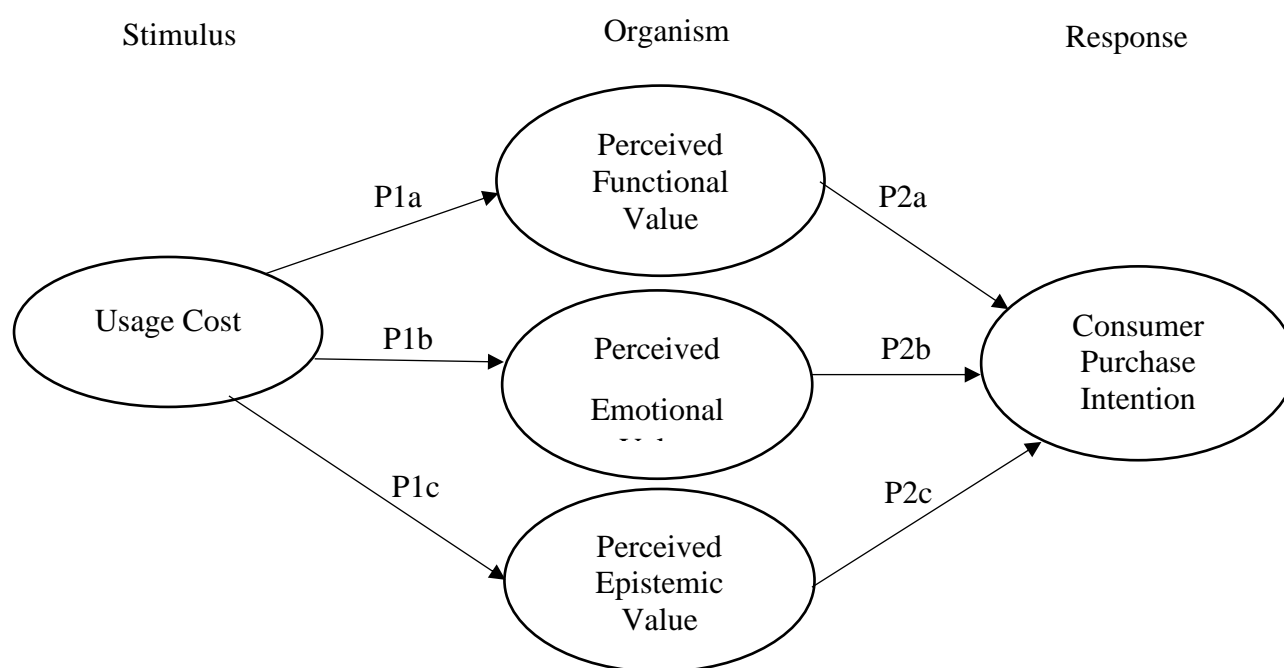 Stimulus
Organism
Response
Perceived
Functional
Value
P1a
P2a
Usage Cost
P1b
Perceived
Emotional
P2b
Consumer
Purchase
Intention
P1c
P2c
Perceived
Epistemic
Value